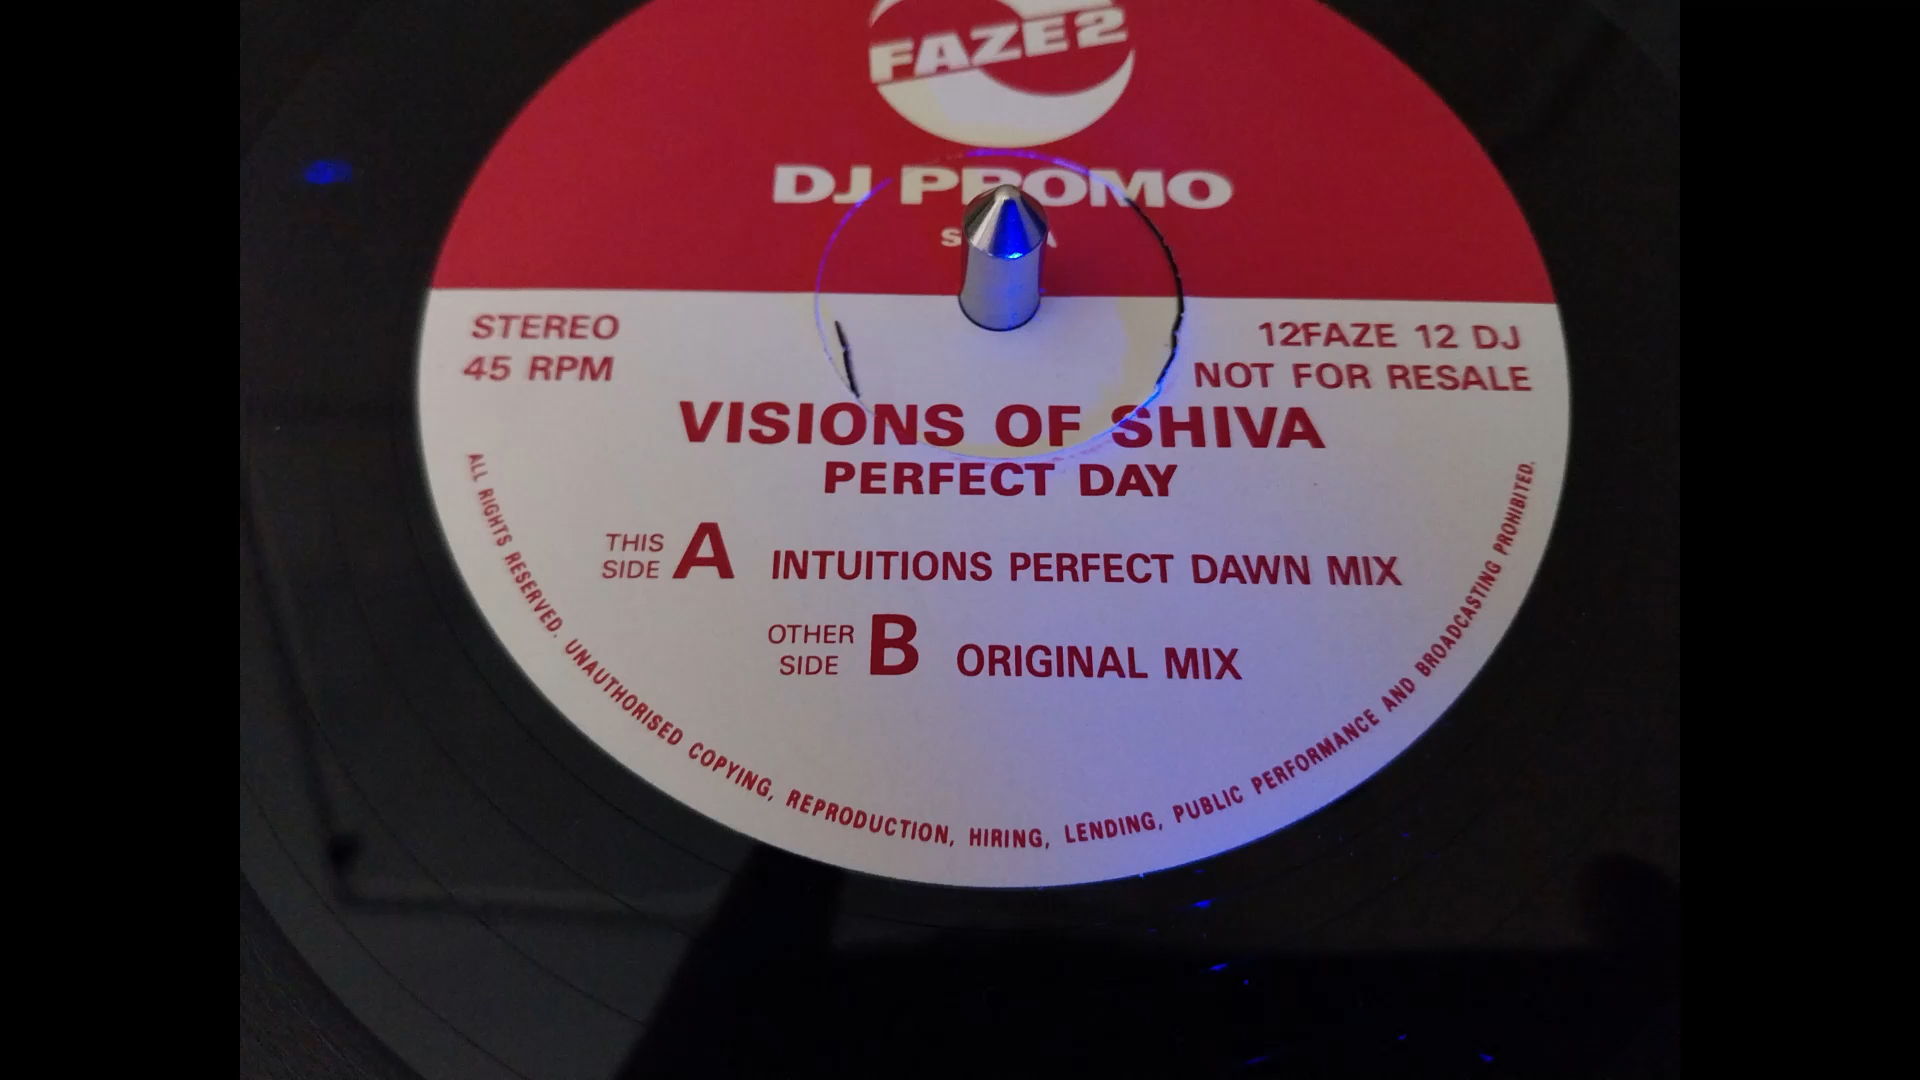 FAZE2
DJ PROMO
STEREO
45 RPM
12FAZE 12 DJ
NOT FOR RESALE
VISIONS OF SHIVA
PERFECT DAY
THIS SIDE A INTUITIONS PERFECT DAWN MIX
OTHER SIDE B ORIGINAL MIX
ALL RIGHTS RESERVED. UNAUTHORISED COPYING, REPRODUCTION, HIRING, LENDING, PUBLIC PERFORMANCE AND BROADCASTING PROHIBITED.